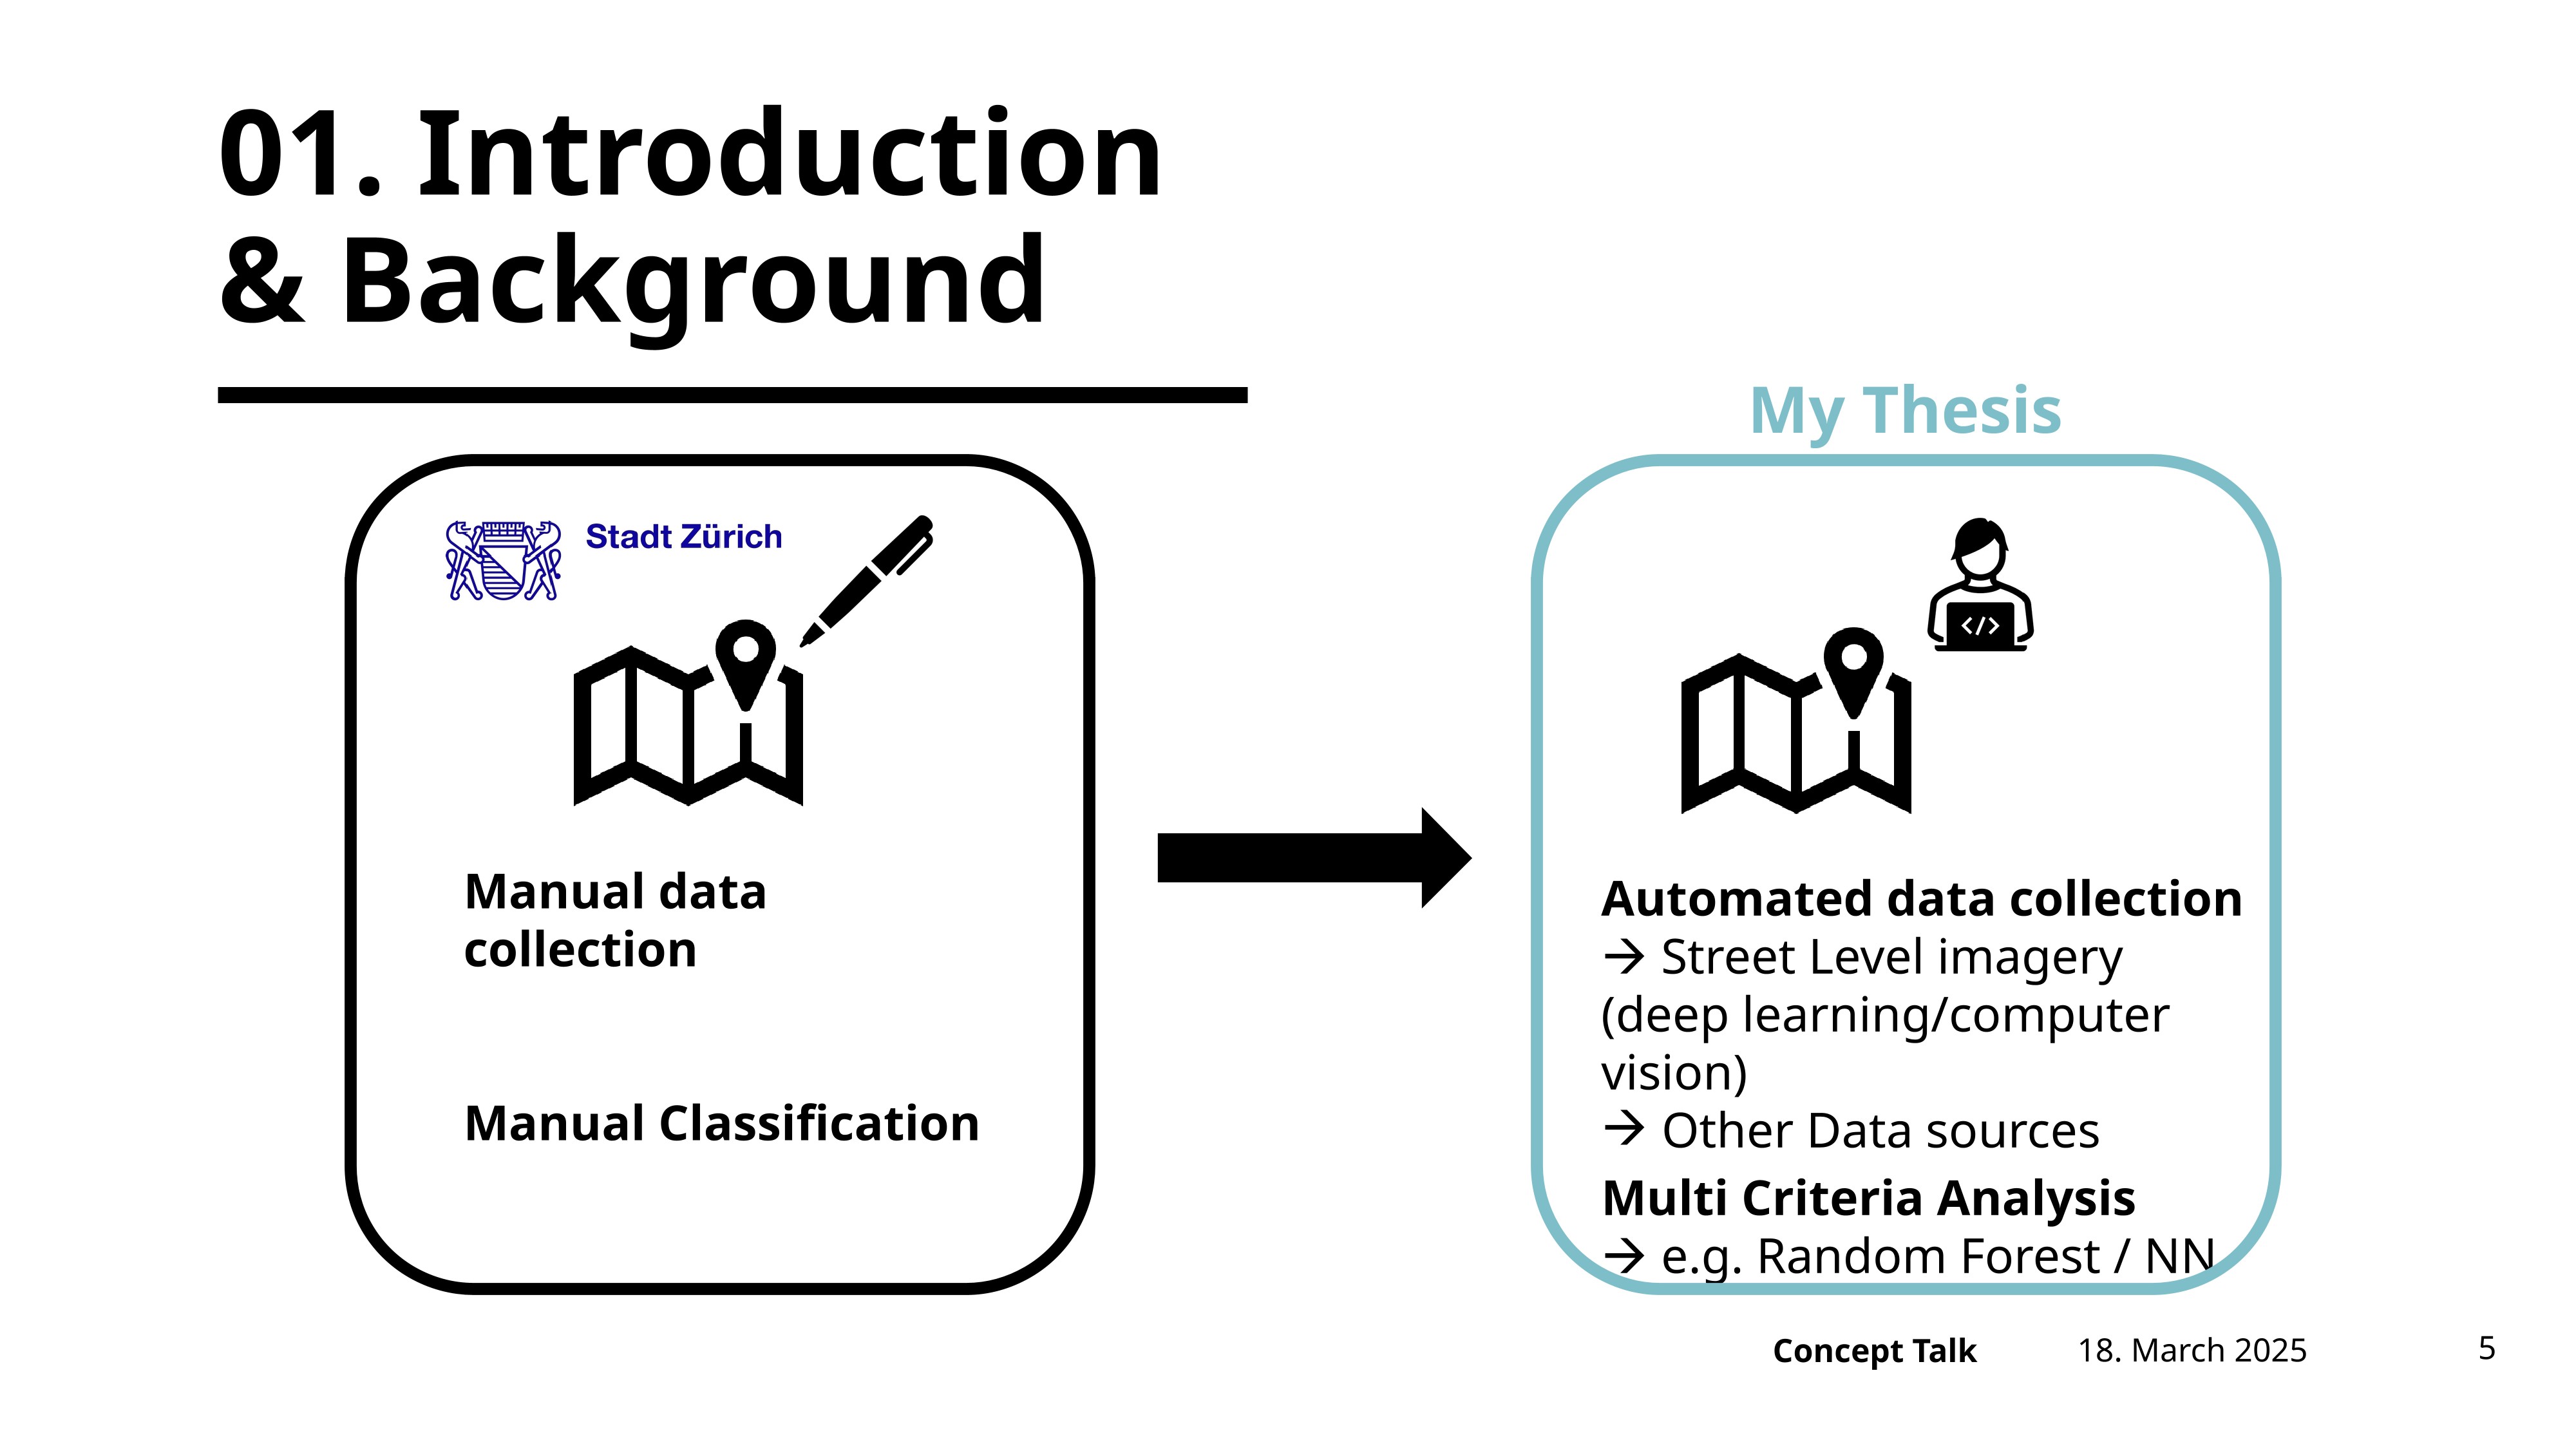 01. Introduction
& Background
My Thesis
Stadt Zürich
</>
Manual data
collection
Manual Classification
Automated data collection
→ Street Level imagery
(deep learning/computer
vision)
→ Other Data sources
Multi Criteria Analysis
→ e.g. Random Forest / NN
Concept Talk
18. March 2025
5